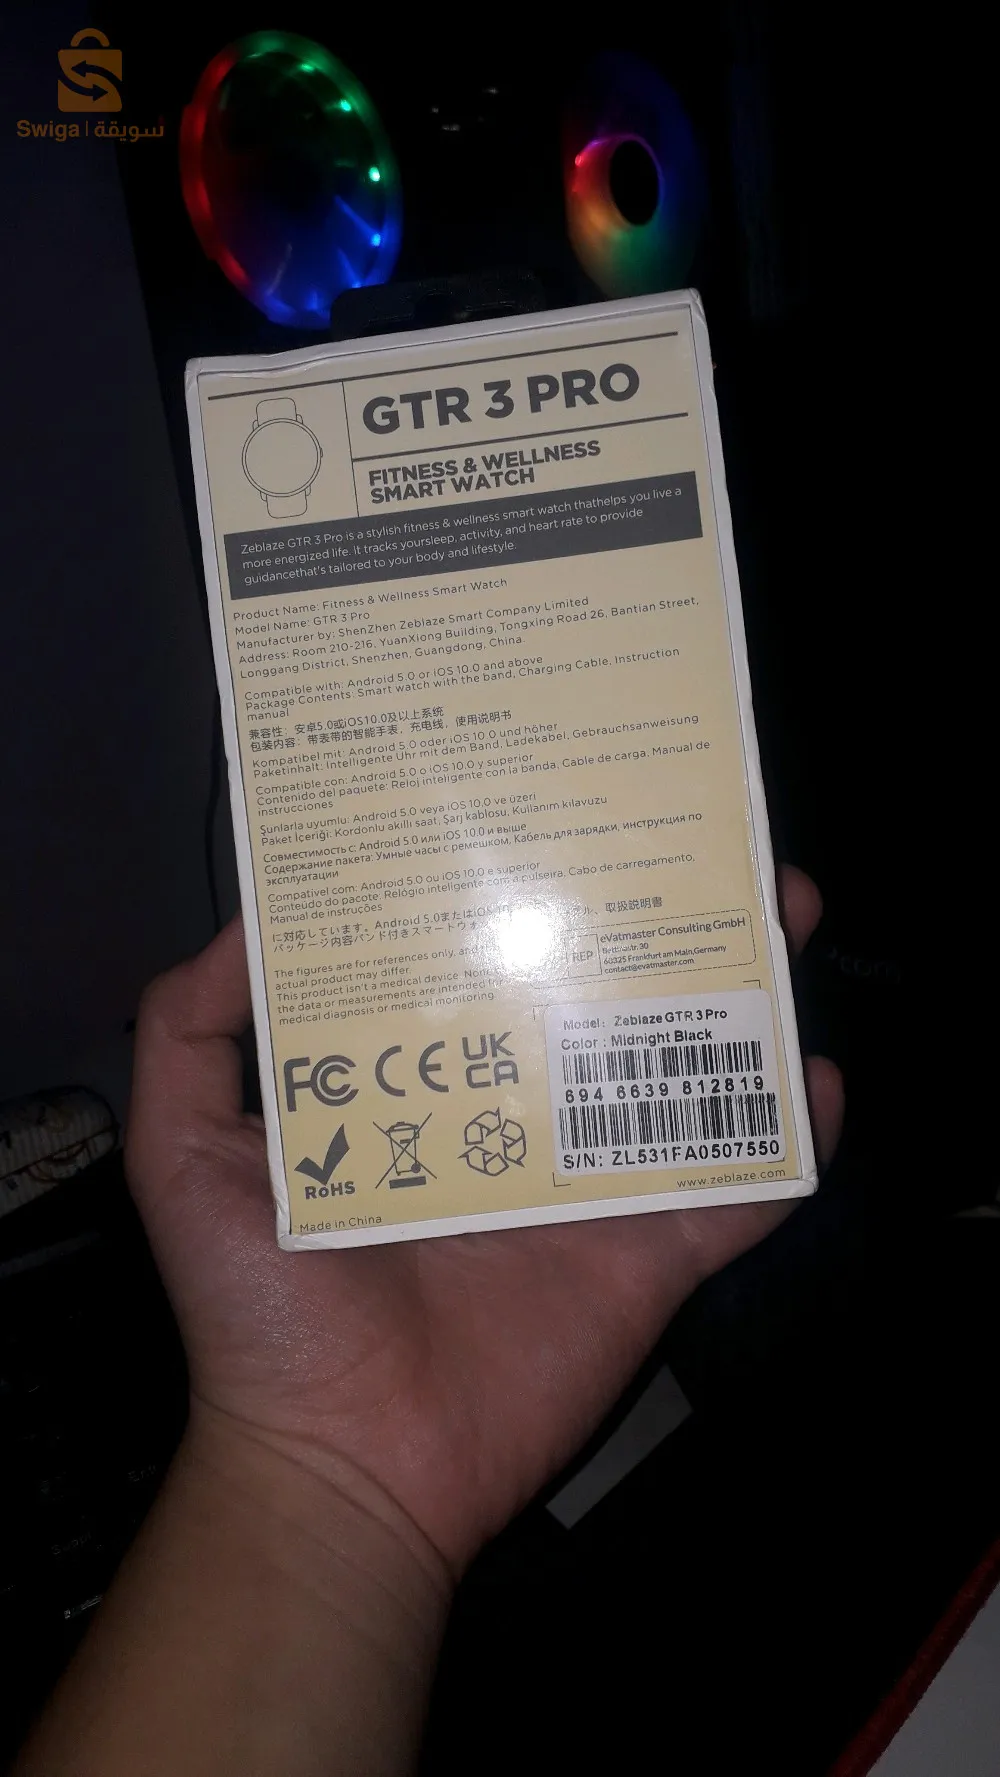 Swiga | سويقة
GTR 3 PRO
FITNESS & WELLNESS
SMART WATCH
Zeblaze GTR 3 Pro is a stylish fitness & wellness smart watch thathelps you live a
more energized life. It tracks yoursleep, activity, and heart rate to provide
guidancethat's tailored to your body and lifestyle.
Product Name: Fitness & Wellness Smart Watch
Model Name: GTR 3 Pro
Manufacturer by: ShenZhen Zeblaze Smart Company Limited
Address: Room 210-216, YuanXiong Building, Tongxing Road 26, Bantian Street,
Longgang District, Shenzhen, Guangdong, China.
Compatible with: Android 5.0 or iOS 10.0 and above
Package Contents: Smart watch with the band, Charging Cable, Instruction
manual
兼容性：安卓5.0或iOS10.0及以上系统
包装内容：带表带的智能手表，充电线，使用说明书
Kompatibel mit: Android 5.0 oder iOS 10.0 und höher
Paketinhalt: Intelligente Uhr mit dem Band, Ladekabel, Gebrauchsanweisung
Compatible con: Android 5.0 o iOS 10.0 y superior
Contenido del paquete: Reloj inteligente con la banda, Cable de carga, Manual de
instrucciones
Şunlarla uyumlu: Android 5.0 veya iOS 10.0 ve üzeri
Paket İçeriği: Kordonlu akıllı saat, Şarj kablosu, Kullanım kılavuzu
Совместимость с: Android 5.0 или iOS 10.0 и выше
Содержание пакета: Умные часы с ремешком, Кабель для зарядки, инструкция по
эксплуатации
Compatível com: Android 5.0 ou iOS 10.0 e superior
Conteúdo do pacote: Relógio inteligente com a pulseira, Cabo de carregamento,
Manual de instruções
に対応しています。Android 5.0またはiOS 取扱説明書
パッケージ内容バンド付きスマートウォ
The figures are for references only, and
actual product may differ.
This product isn't a medical device.
the data or measurements are intended for
medical diagnosis or medical monitoring.
REP
eVatmaster Consulting GmbH
60325 Frankfurt am Main,Germany
contact@evatmaster.com
Model: Zeblaze GTR 3 Pro
Color : Midnight Black
694 6639 812819
S/N: ZL531FA0507550
FC CE UK
CA
RoHS
www.zeblaze.com
Made in China